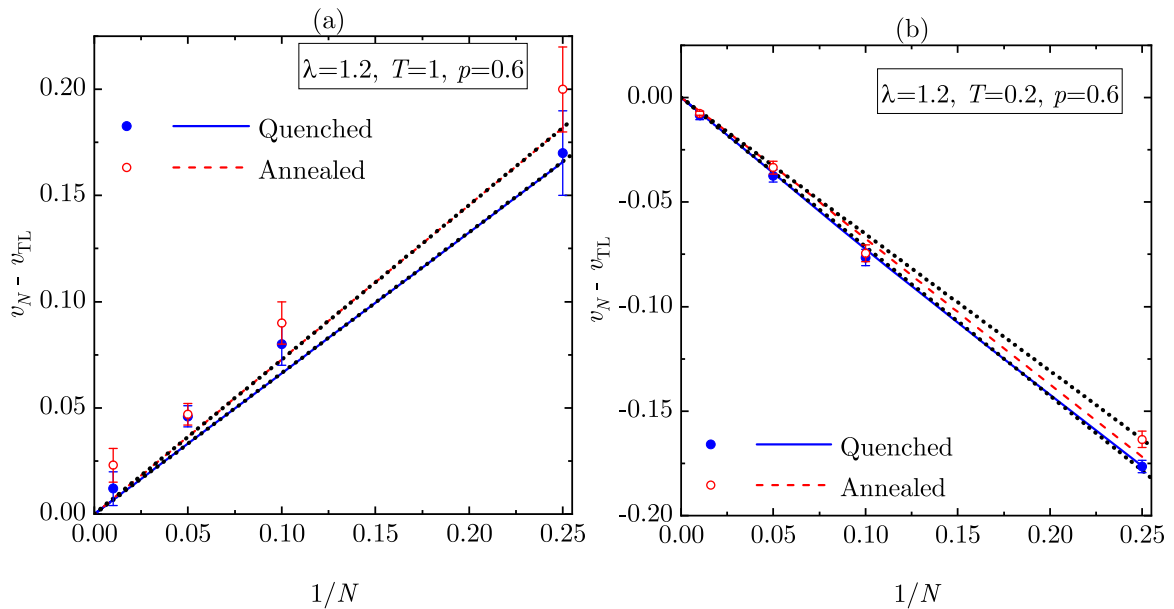 (a)
λ=1.2, T=1, p=0.6
Quenched
Annealed
0.20
0.15
0.10
0.05
0.00
0.00 0.05 0.10 0.15 0.20 0.25
v_N - v_TL
1/N
(b)
λ=1.2, T=0.2, p=0.6
0.00
-0.05
-0.10
-0.15
-0.20
Quenched
Annealed
0.00 0.05 0.10 0.15 0.20 0.25
v_N - v_TL
1/N